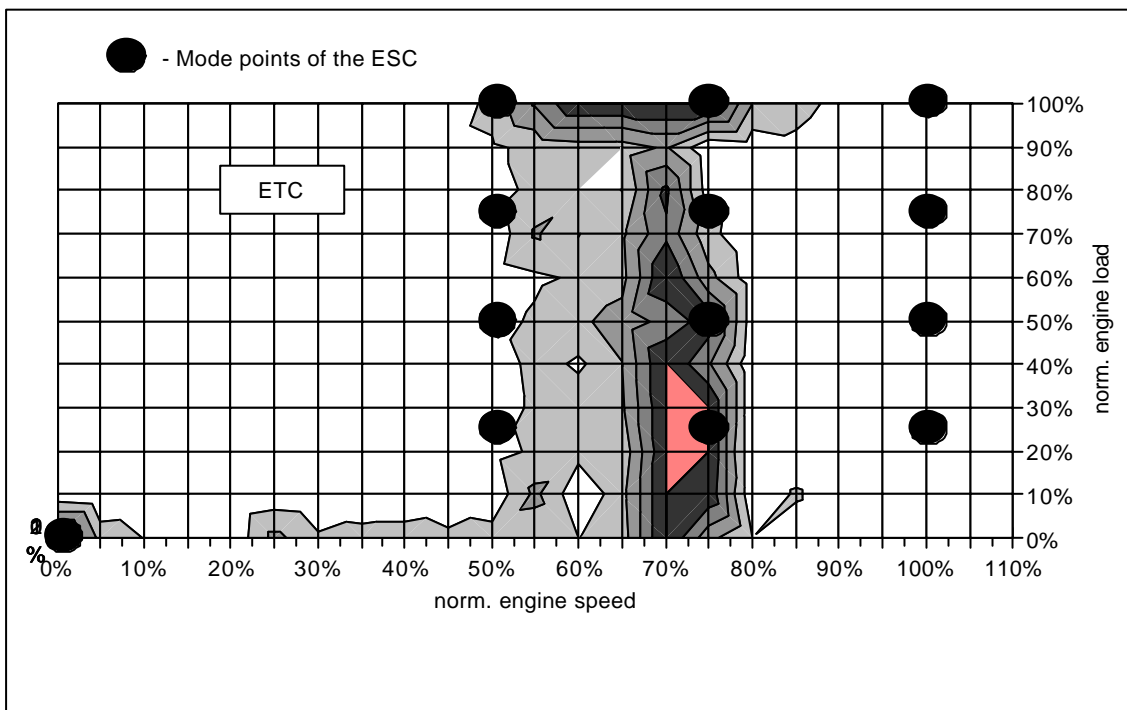 - Mode points of the ESC
ETC
100%
90%
80%
70%
60%
50%
40%
30%
20%
10%
0%
norm. engine load
%
0% 10% 20% 30% 40% 50% 60% 70% 80% 90% 100% 110%
norm. engine speed